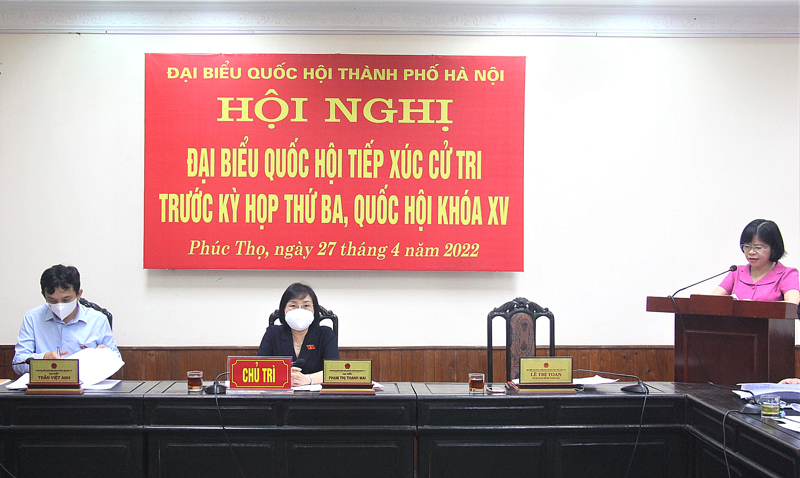 ĐẠI BIỂU QUỐC HỘI THÀNH PHỐ HÀ NỘI
HỘI NGHỊ
ĐẠI BIỂU QUỐC HỘI TIẾP XÚC CỬ TRI
TRƯỚC KỲ HỌP THỨ BA, QUỐC HỘI KHÓA XV
Phúc Thọ, ngày 27 tháng 4 năm 2022
TRẦN VIỆT ANH
CHỦ TRÌ
PHẠM THỊ THANH MAI
LÊ THỊ TOÁN